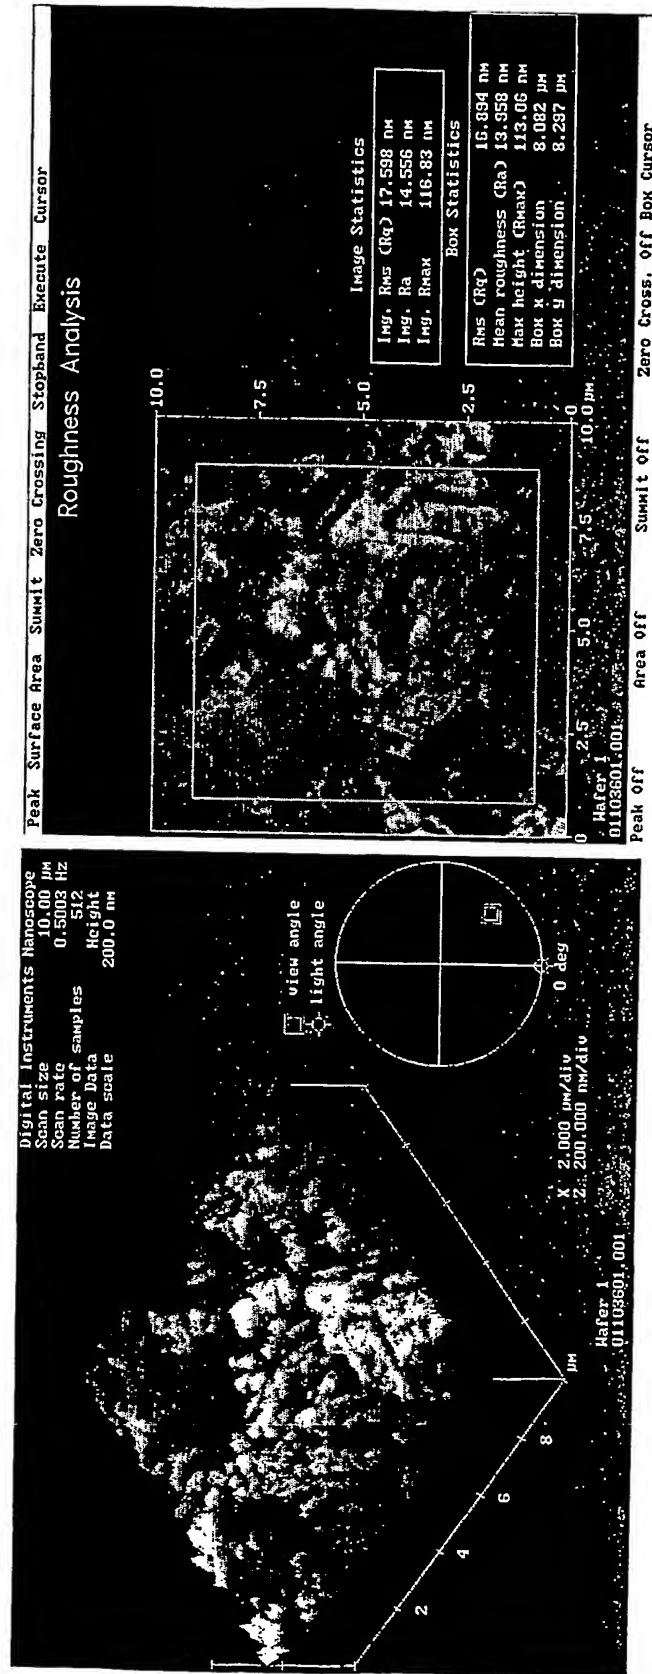 Digital Instruments Nanoscope
Scan size 10.00 µm
Scan rate 0.5003 Hz
Number of samples 512
Image Data Height
Data scale 200.0 nm
view angle
light angle
0 deg
X 2.000 µm/div
Z 200.000 nm/div
2
4
6
8
µm
Wafer 1
01103601.001
Peak Surface Area Summit Zero Crossing Stopband Execute Cursor
Roughness Analysis
10.0
7.5
5.0
2.5
0
0 2.5 5.0 7.5 10.0 µm
Image Statistics
Img. Rms (Rq) 17.598 nm
Img. Ra 14.556 nm
Img. Rmax 116.83 nm
Box Statistics
Rms (Rq) 16.894 nm
Mean roughness (Ra) 13.958 nm
Max height (Rmax) 113.06 nm
Box x dimension 8.082 µm
Box y dimension 8.297 µm
Wafer 1
01103601.001
Peak Off Area Off Summit Off Zero Cross. Off Box Cursor